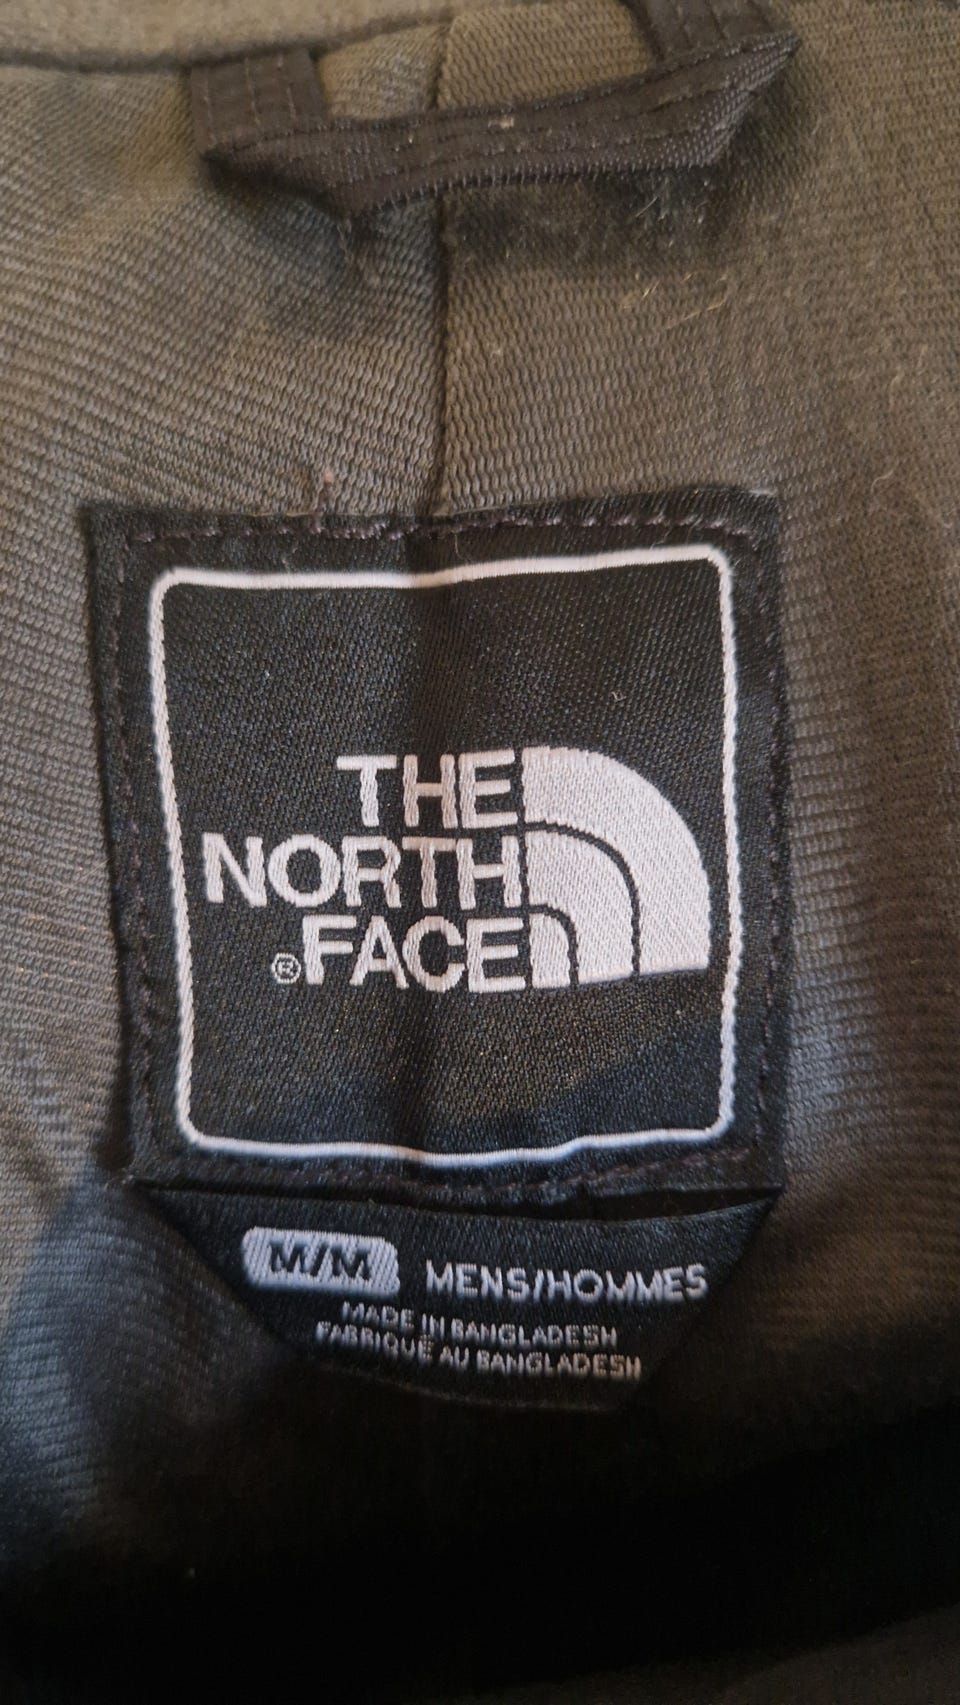 THE
NORTH
®FACE
M/M MENS/HOMMES
MADE IN BANGLADESH
FABRIQUÉ AU BANGLADESH